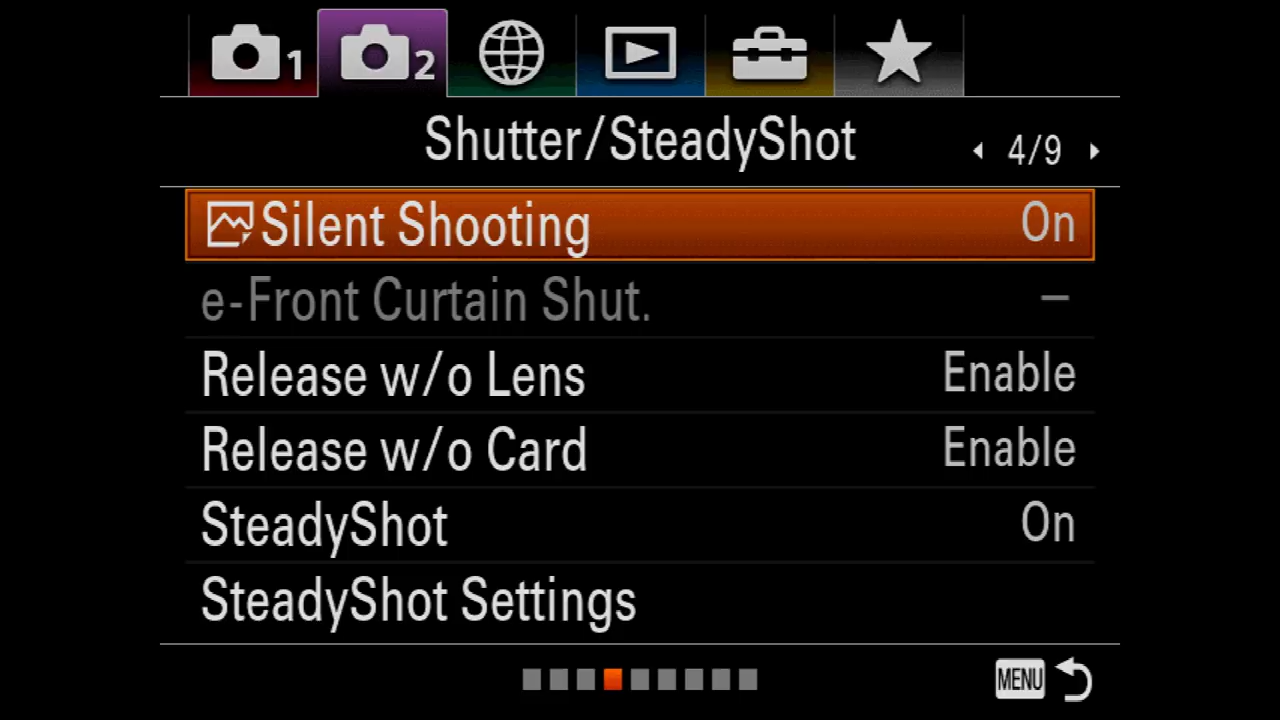 1 2
Shutter/SteadyShot 4/9
Silent Shooting On
e-Front Curtain Shut. –
Release w/o Lens Enable
Release w/o Card Enable
SteadyShot On
SteadyShot Settings
MENU